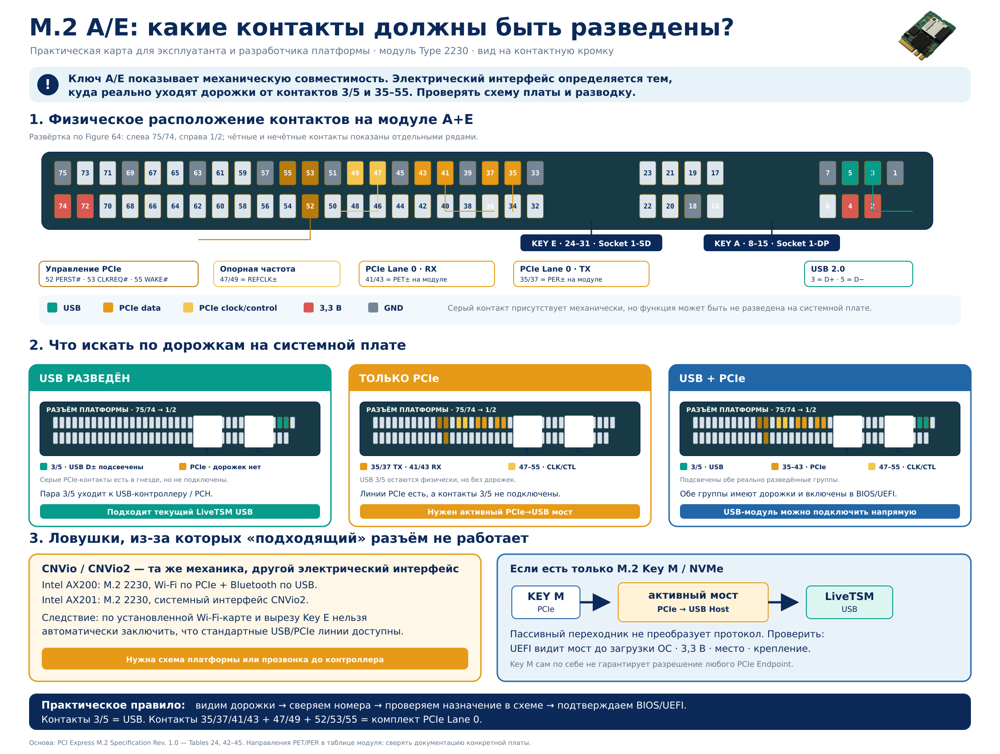 М.2 А/Е: какие контакты должны быть разведены?
Практическая карта для эксплуатанта и разработчика платформы · модуль Type 2230 · вид на контактную кромку
!
Ключ A/E показывает механическую совместимость. Электрический интерфейс определяется тем,
куда реально уходят дорожки от контактов 3/5 и 35–55. Проверять схему платы и разводку.
1. Физическое расположение контактов на модуле A+E
Развёртка по Figure 64: слева 75/74, справа 1/2; чётные и нечётные контакты показаны отдельными рядами.
75 73 71 69 67 65 63 61 59 57 55 53 51 49 47 45 43 41 39 37 35 33 23 21 19 17 7 5 3 1
74 72 70 68 66 64 62 60 58 56 54 52 50 48 46 44 42 40 38 36 34 32 22 20 18 16 6 4 2
KEY E · 24–31 · Socket 1-SD
KEY A · 8–15 · Socket 1-DP
Управление PCIe
52 PERST# · 53 CLKREQ# · 55 WAKE#
Опорная частота
47/49 = REFCLK±
PCIe Lane 0 · RX
41/43 = PET± на модуле
PCIe Lane 0 · TX
35/37 = PER± на модуле
USB 2.0
3 = D+ · 5 = D−
USB
PCIe data
PCIe clock/control
3,3 В
GND
Серый контакт присутствует механически, но функция может быть не разведена на системной плате.
2. Что искать по дорожкам на системной плате
USB РАЗВЕДЁН
РАЗЪЁМ ПЛАТФОРМЫ · 75/74 → 1/2
E A
3/5 · USB D± подсвечены
PCIe · дорожек нет
Серые PCIe-контакты есть в гнезде, но не подключены.
Пара 3/5 уходит к USB-контроллеру / PCH.
Подходит текущий LiveTSM USB
ТОЛЬКО PCIe
РАЗЪЁМ ПЛАТФОРМЫ · 75/74 → 1/2
E A
35/37 TX · 41/43 RX
47–55 · CLK/CTL
USB 3/5 остаются физически, но без дорожек.
Линии PCIe есть, а контакты 3/5 не подключены.
Нужен активный PCIe→USB мост
USB + PCIe
РАЗЪЁМ ПЛАТФОРМЫ · 75/74 → 1/2
E A
3/5 · USB
35–43 · PCIe
47–55 · CLK/CTL
Подсвечены обе реально разведённые группы.
Обе группы имеют дорожки и включены в BIOS/UEFI.
USB-модуль можно подключить напрямую
3. Ловушки, из-за которых «подходящий» разъём не работает
CNVio / CNVio2 — та же механика, другой электрический интерфейс
Intel AX200: M.2 2230, Wi-Fi по PCIe + Bluetooth по USB.
Intel AX201: M.2 2230, системный интерфейс CNVio2.
Следствие: по установленной Wi-Fi-карте и вырезу Key E нельзя
автоматически заключить, что стандартные USB/PCIe линии доступны.
Нужна схема платформы или прозвонка до контроллера
Если есть только M.2 Key M / NVMe
KEY M
PCIe
активный мост
PCIe → USB Host
LiveTSM
USB
Пассивный переходник не преобразует протокол. Проверить:
UEFI видит мост до загрузки ОС · 3,3 В · место · крепление.
Key M сам по себе не гарантирует разрешение любого PCIe Endpoint.
Практическое правило: видим дорожки → сверяем номера → проверяем назначение в схеме → подтверждаем BIOS/UEFI.
Контакты 3/5 = USB. Контакты 35/37/41/43 + 47/49 + 52/53/55 = комплект PCIe Lane 0.
Основа: PCI Express M.2 Specification Rev. 1.0 — Tables 24, 42–45. Направления PET/PER в таблице модуля; сверять документацию конкретной платы.